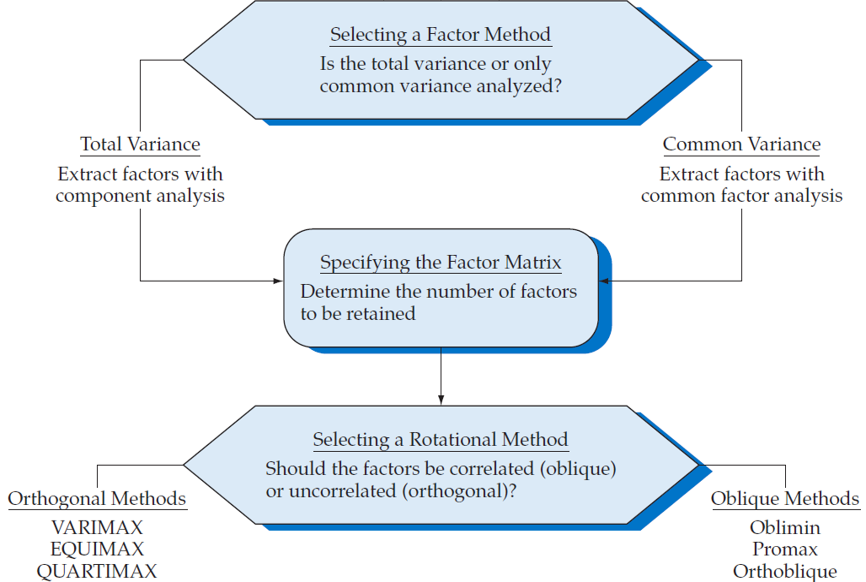 Selecting a Factor Method
Is the total variance or only
common variance analyzed?
Total Variance
Extract factors with
component analysis
Common Variance
Extract factors with
common factor analysis
Specifying the Factor Matrix
Determine the number of factors
to be retained
Selecting a Rotational Method
Should the factors be correlated (oblique)
or uncorrelated (orthogonal)?
Orthogonal Methods
VARIMAX
EQUIMAX
QUARTIMAX
Oblique Methods
Oblimin
Promax
Orthoblique